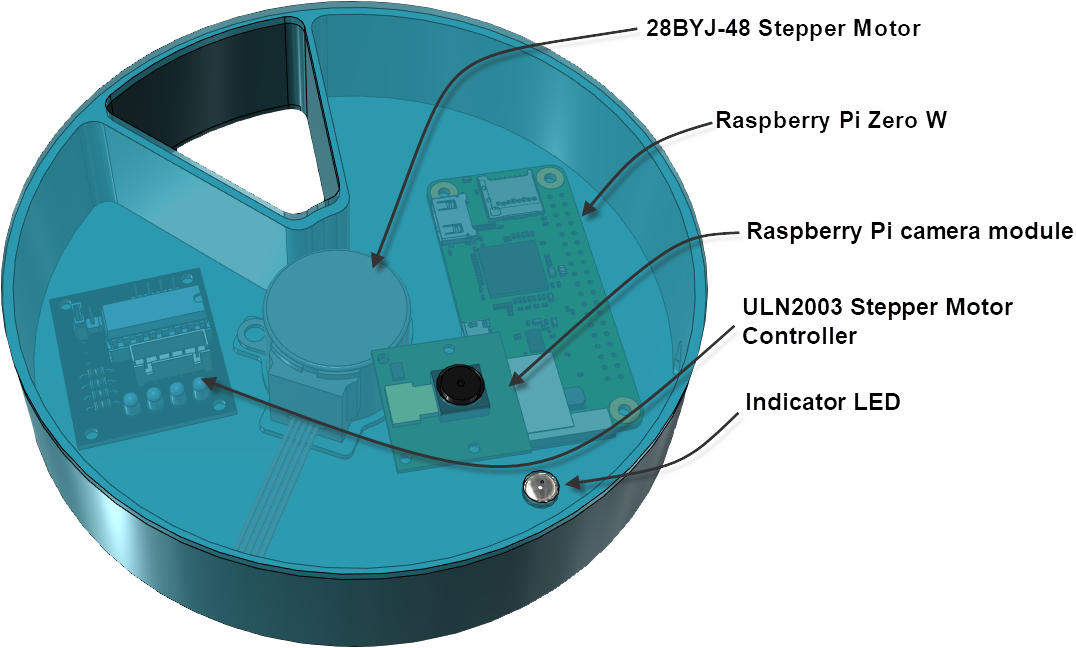 28BYJ-48 Stepper Motor
Raspberry Pi Zero W
Raspberry Pi camera module
ULN2003 Stepper Motor
Controller
Indicator LED